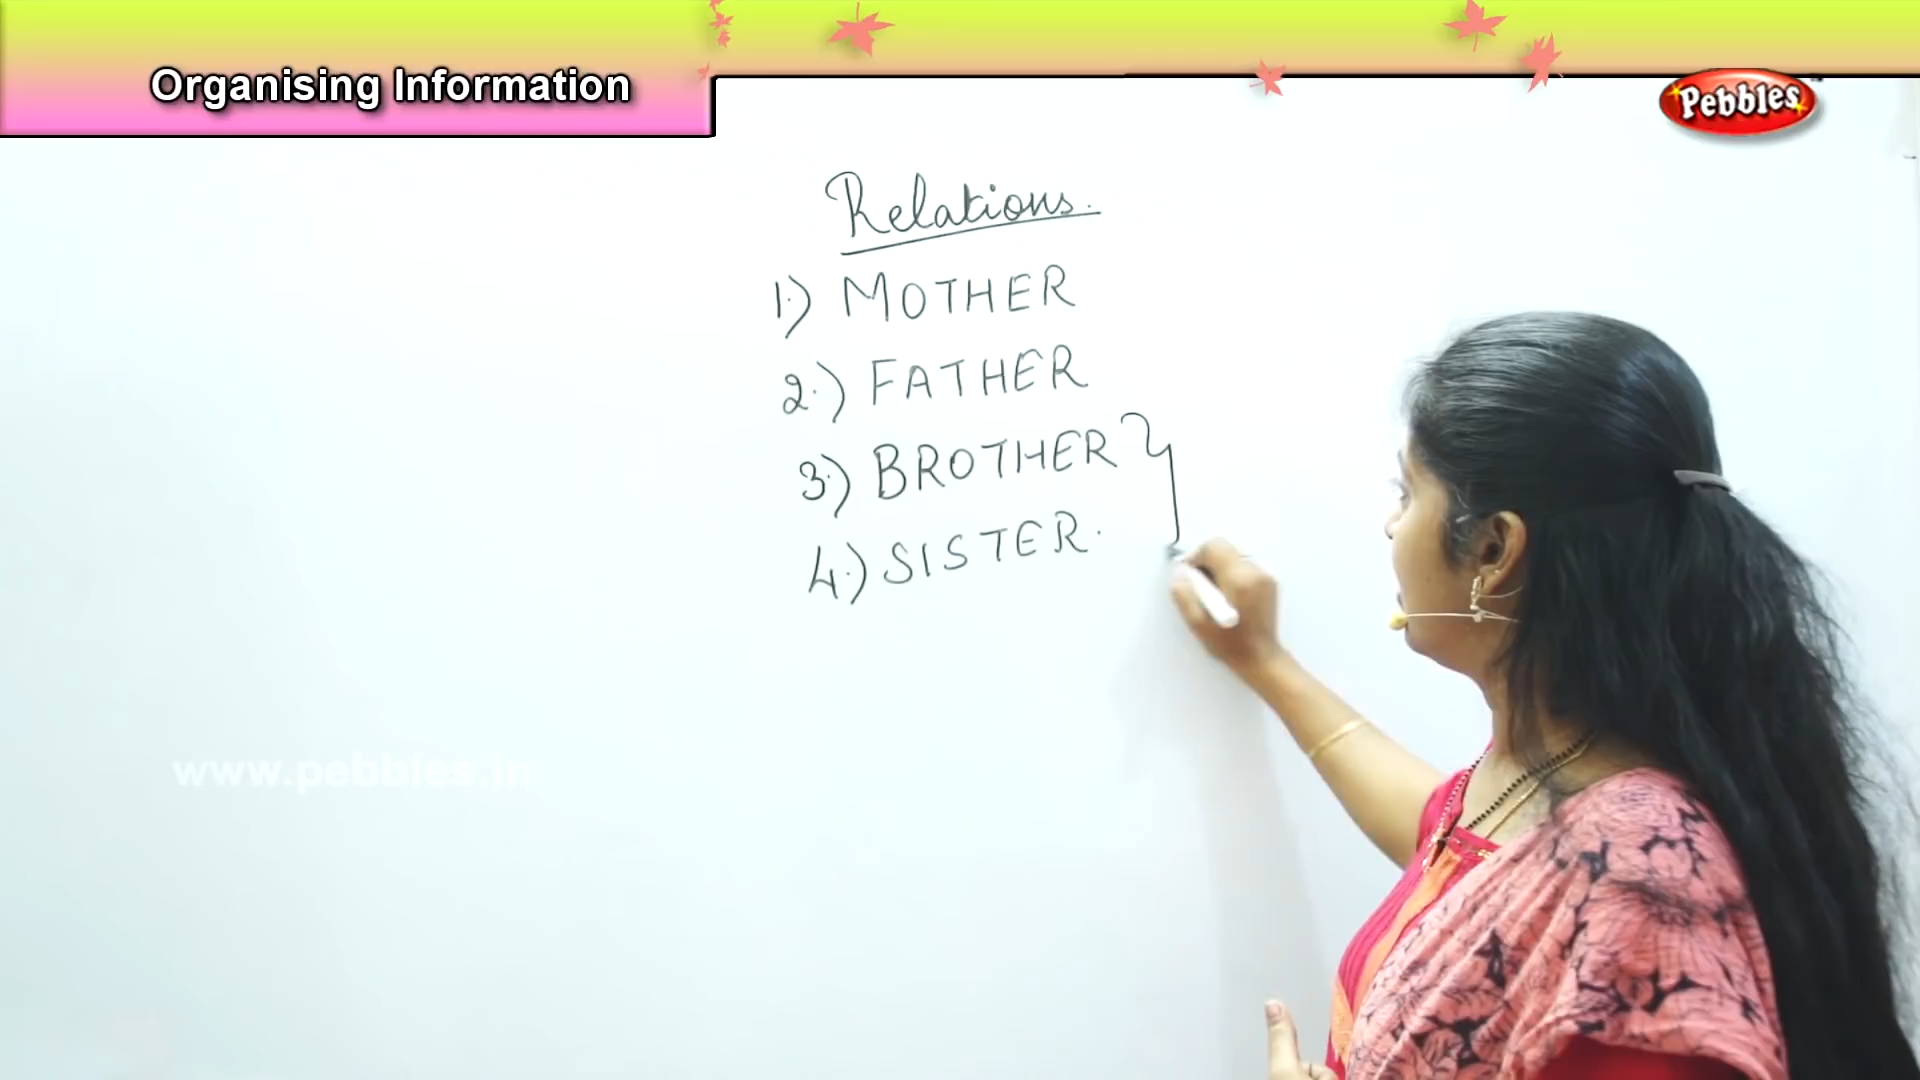 Organising Information
Pebbles
Relations.
1.) MOTHER
2.) FATHER
3.) BROTHER
4.) SISTER.
www.pebbles.in